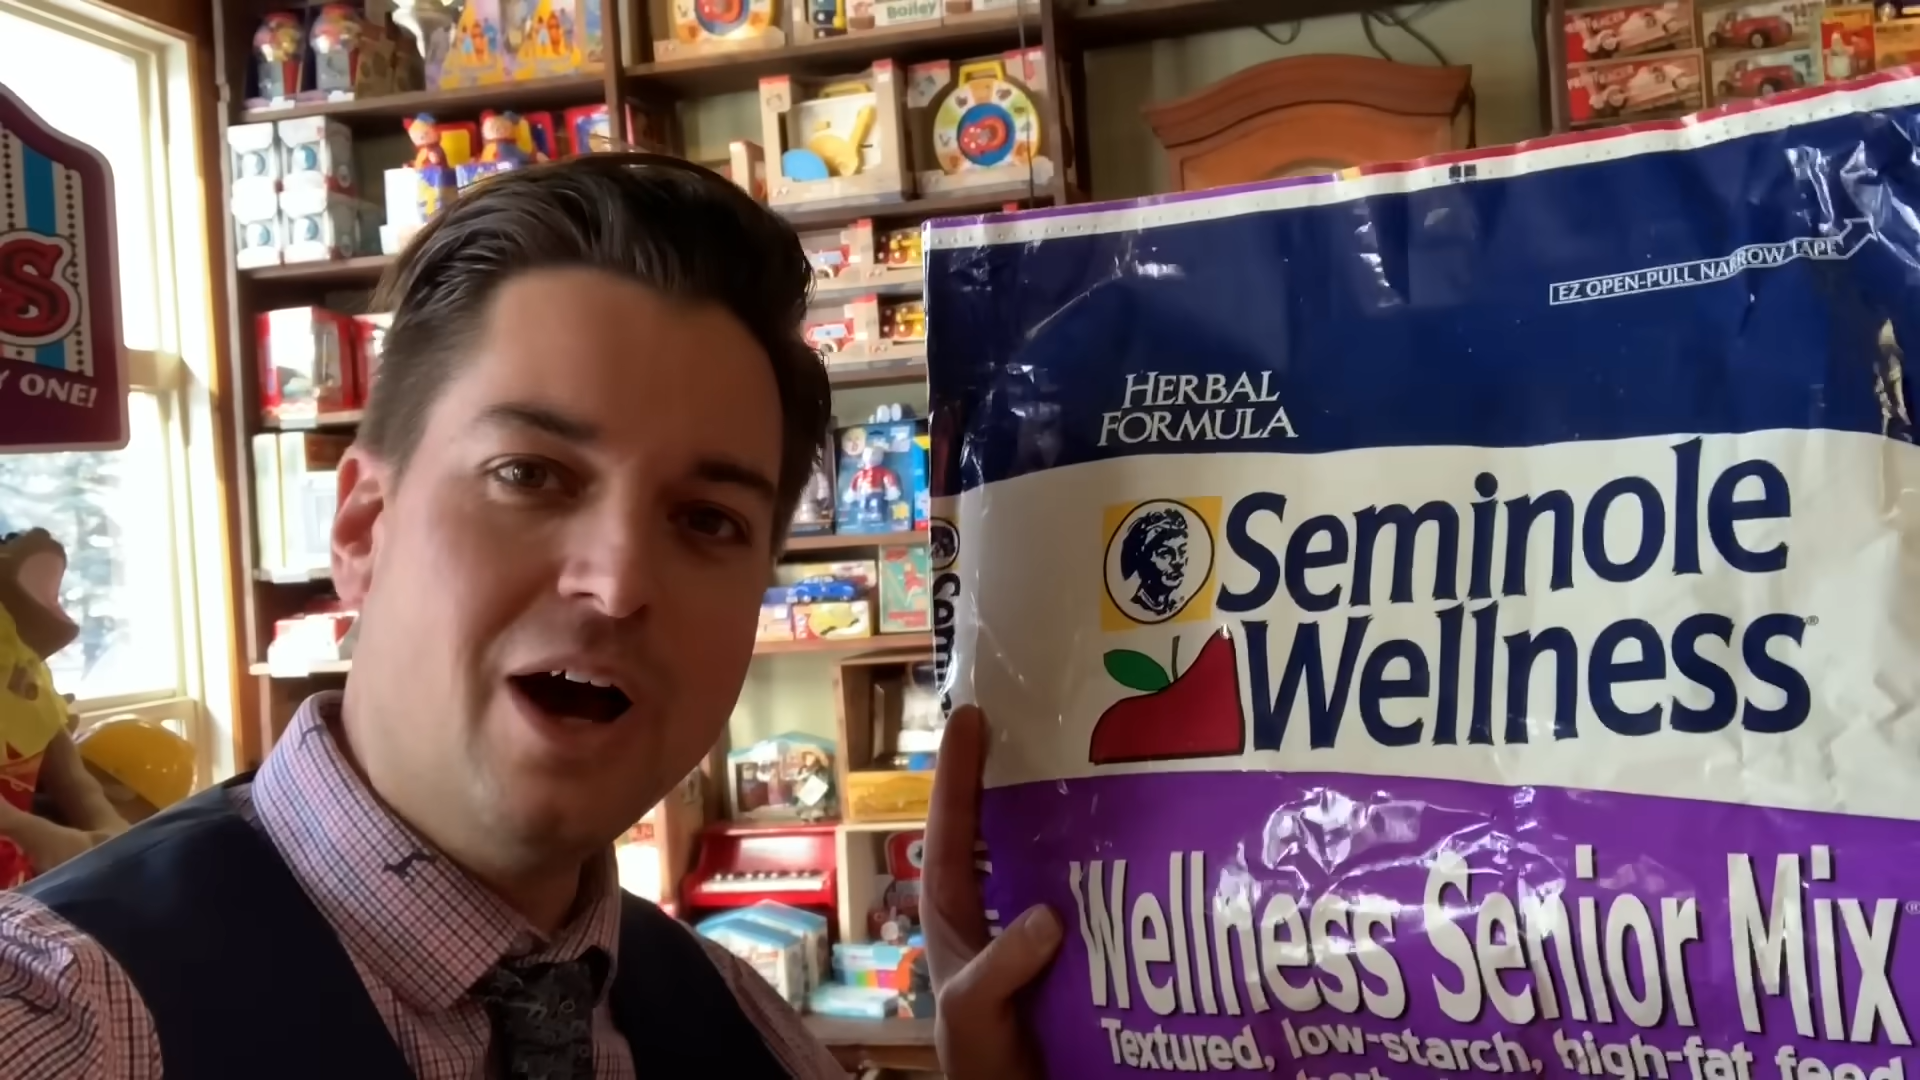 Bailey
S
Y ONE!
EZ OPEN-PULL NARROW TAPE
HERBAL
FORMULA
Seminole
Wellness®
Wellness Senior Mix®
Textured, low-starch, high-fat feed